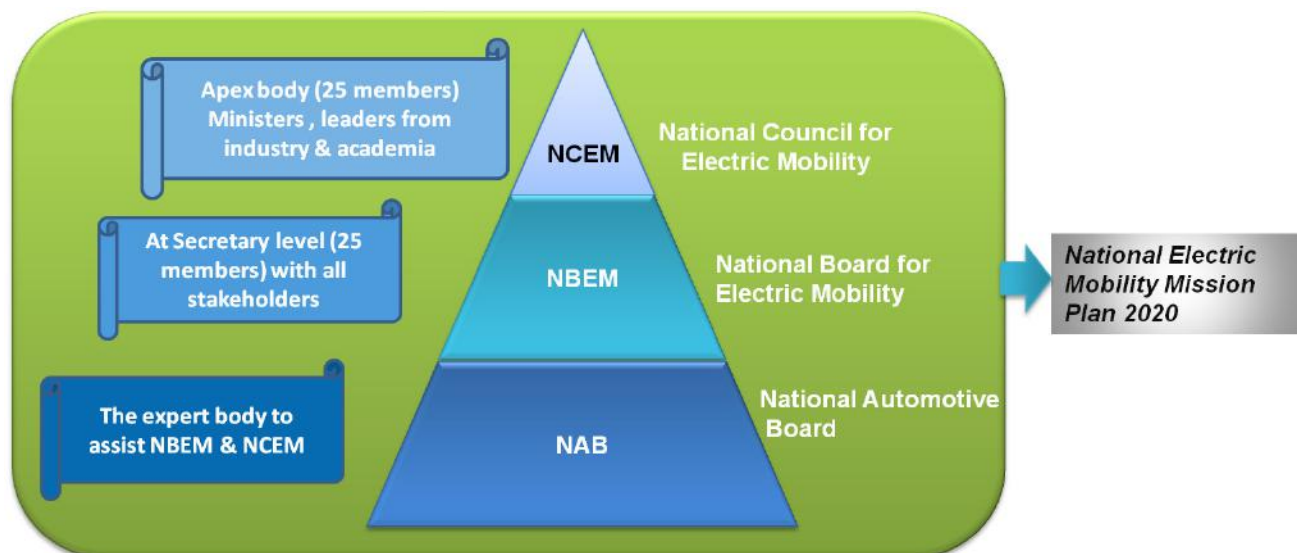 Apex body (25 members)
Ministers , leaders from
industry & academia
NCEM
National Council for
Electric Mobility
At Secretary level (25
members) with all
stakeholders
NBEM
National Board for
Electric Mobility
The expert body to
assist NBEM & NCEM
NAB
National Automotive
Board
National Electric
Mobility Mission
Plan 2020